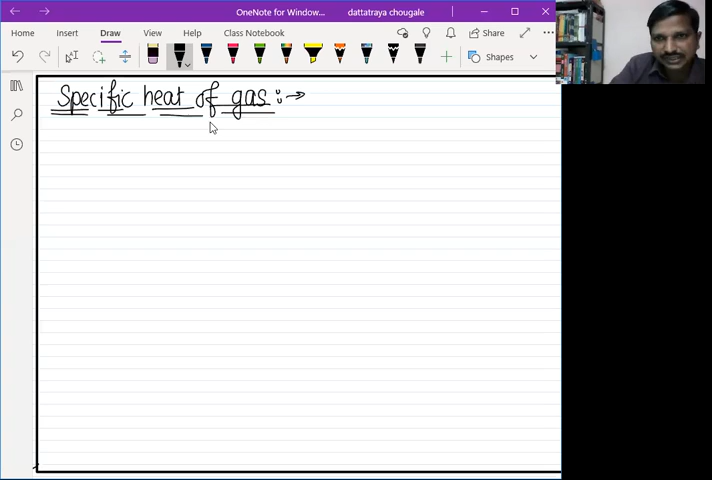 OneNote for Window...
dattatraya chougale
Home
Insert
Draw
View
Help
Class Notebook
Share
Shapes
Specific heat of gas :→